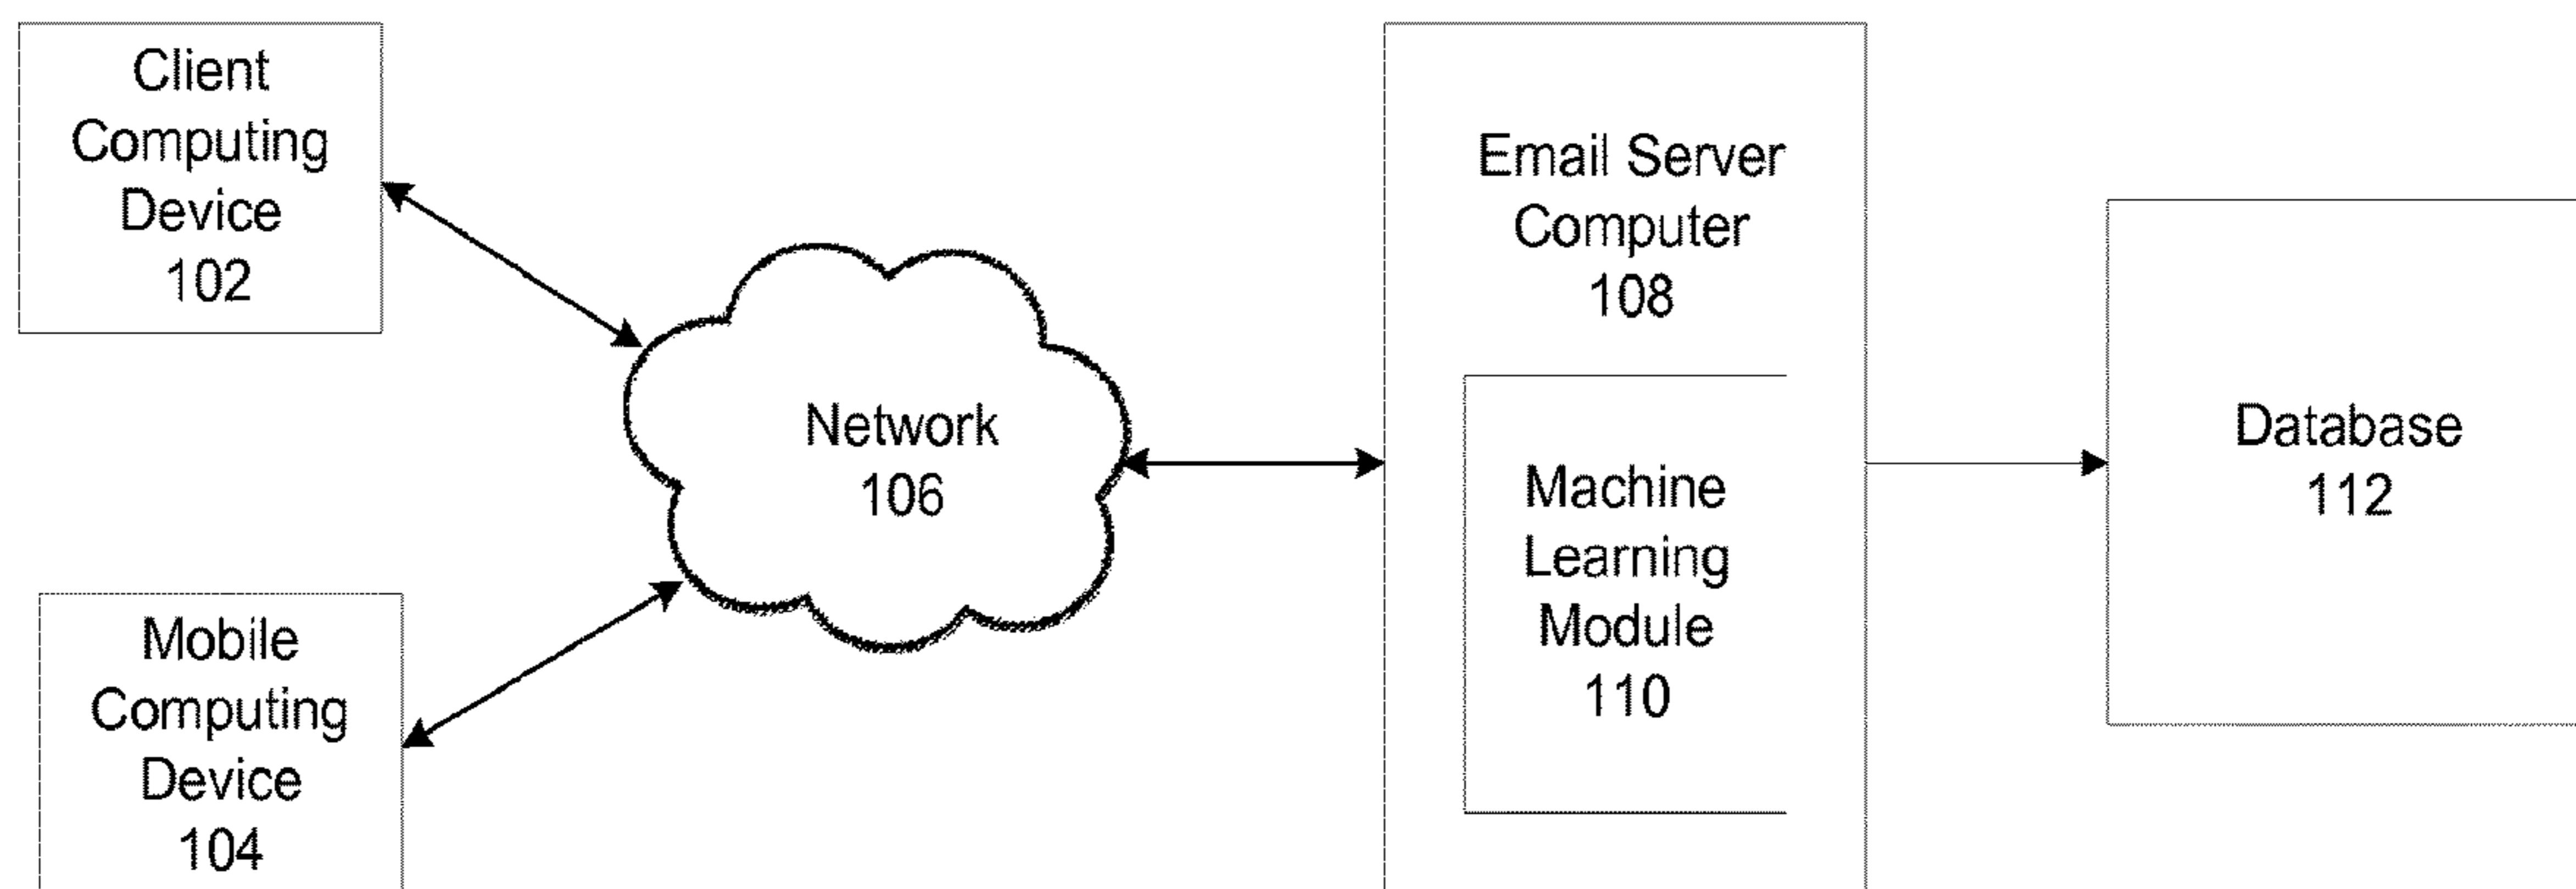 Client
Computing
Device
102
Mobile
Computing
Device
104
Network
106
Email Server
Computer
108
Machine
Learning
Module
110
Database
112